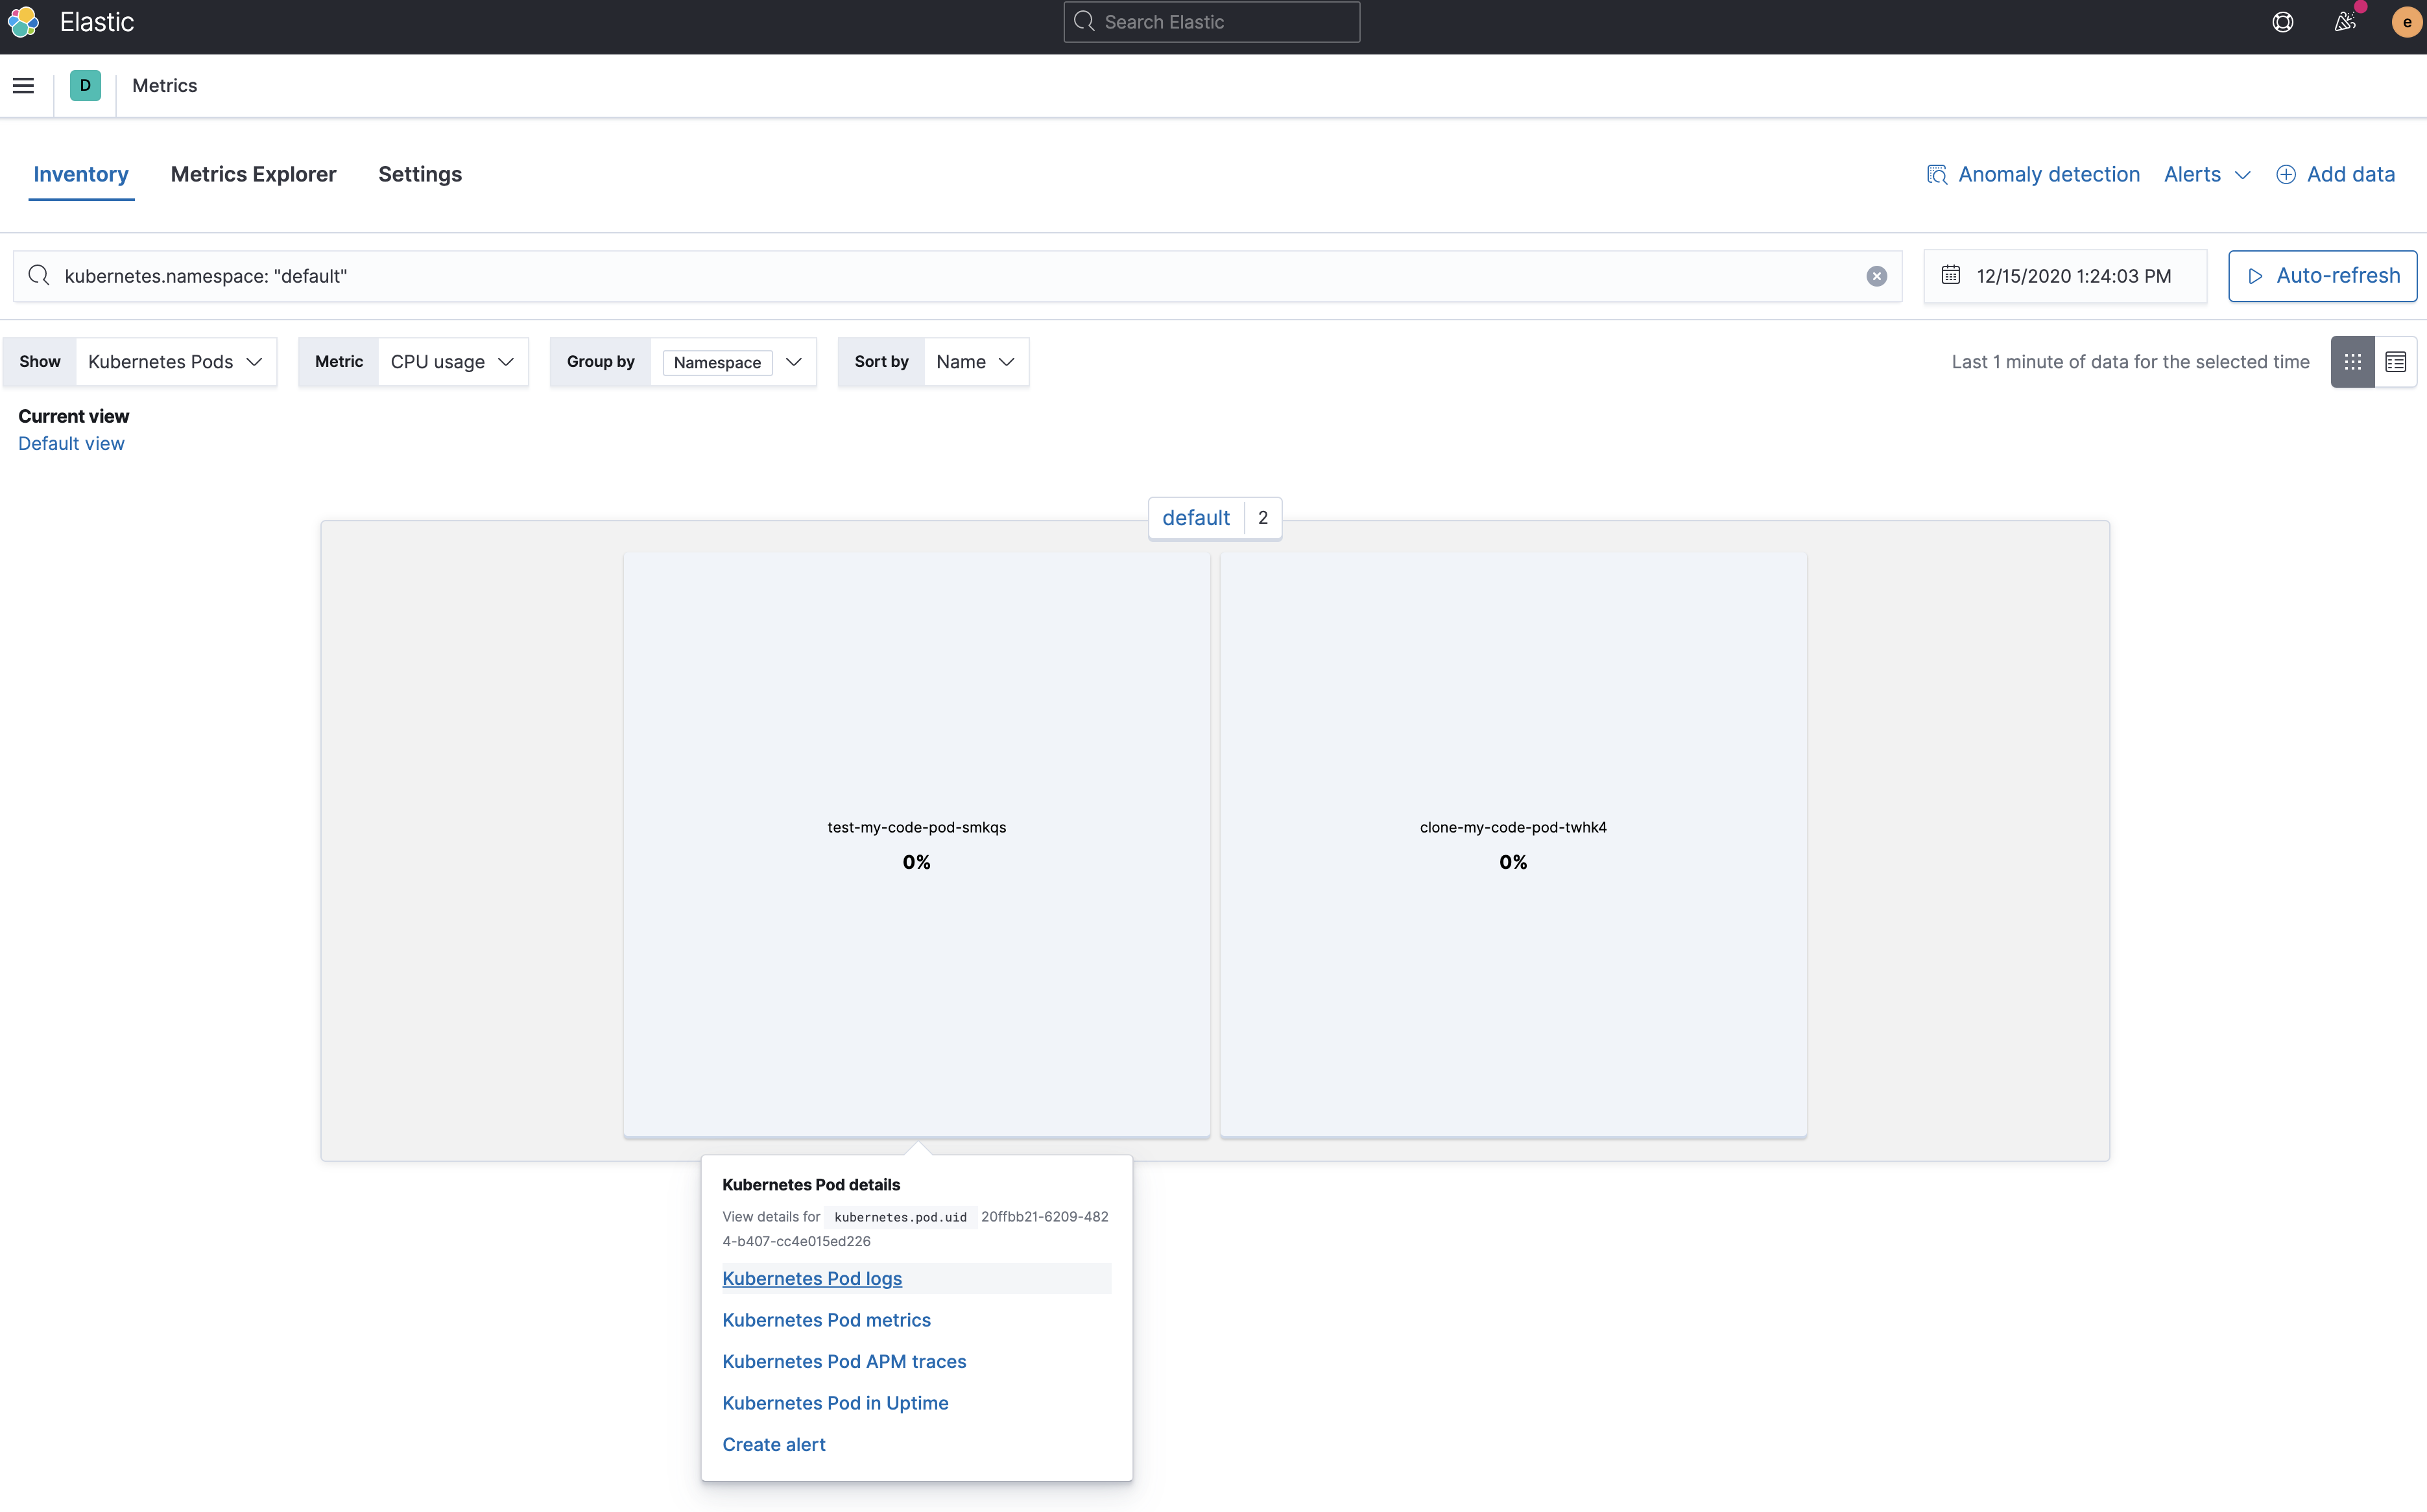 Elastic
Search Elastic
e
D
Metrics
Inventory
Metrics Explorer
Settings
Anomaly detection
Alerts
Add data
kubernetes.namespace: "default"
12/15/2020 1:24:03 PM
Auto-refresh
Show
Kubernetes Pods
Metric
CPU usage
Group by
Namespace
Sort by
Name
Last 1 minute of data for the selected time
Current view
Default view
default
2
test-my-code-pod-smkqs
0%
clone-my-code-pod-twhk4
0%
Kubernetes Pod details
View details for kubernetes.pod.uid 20ffbb21-6209-482
4-b407-cc4e015ed226
Kubernetes Pod logs
Kubernetes Pod metrics
Kubernetes Pod APM traces
Kubernetes Pod in Uptime
Create alert